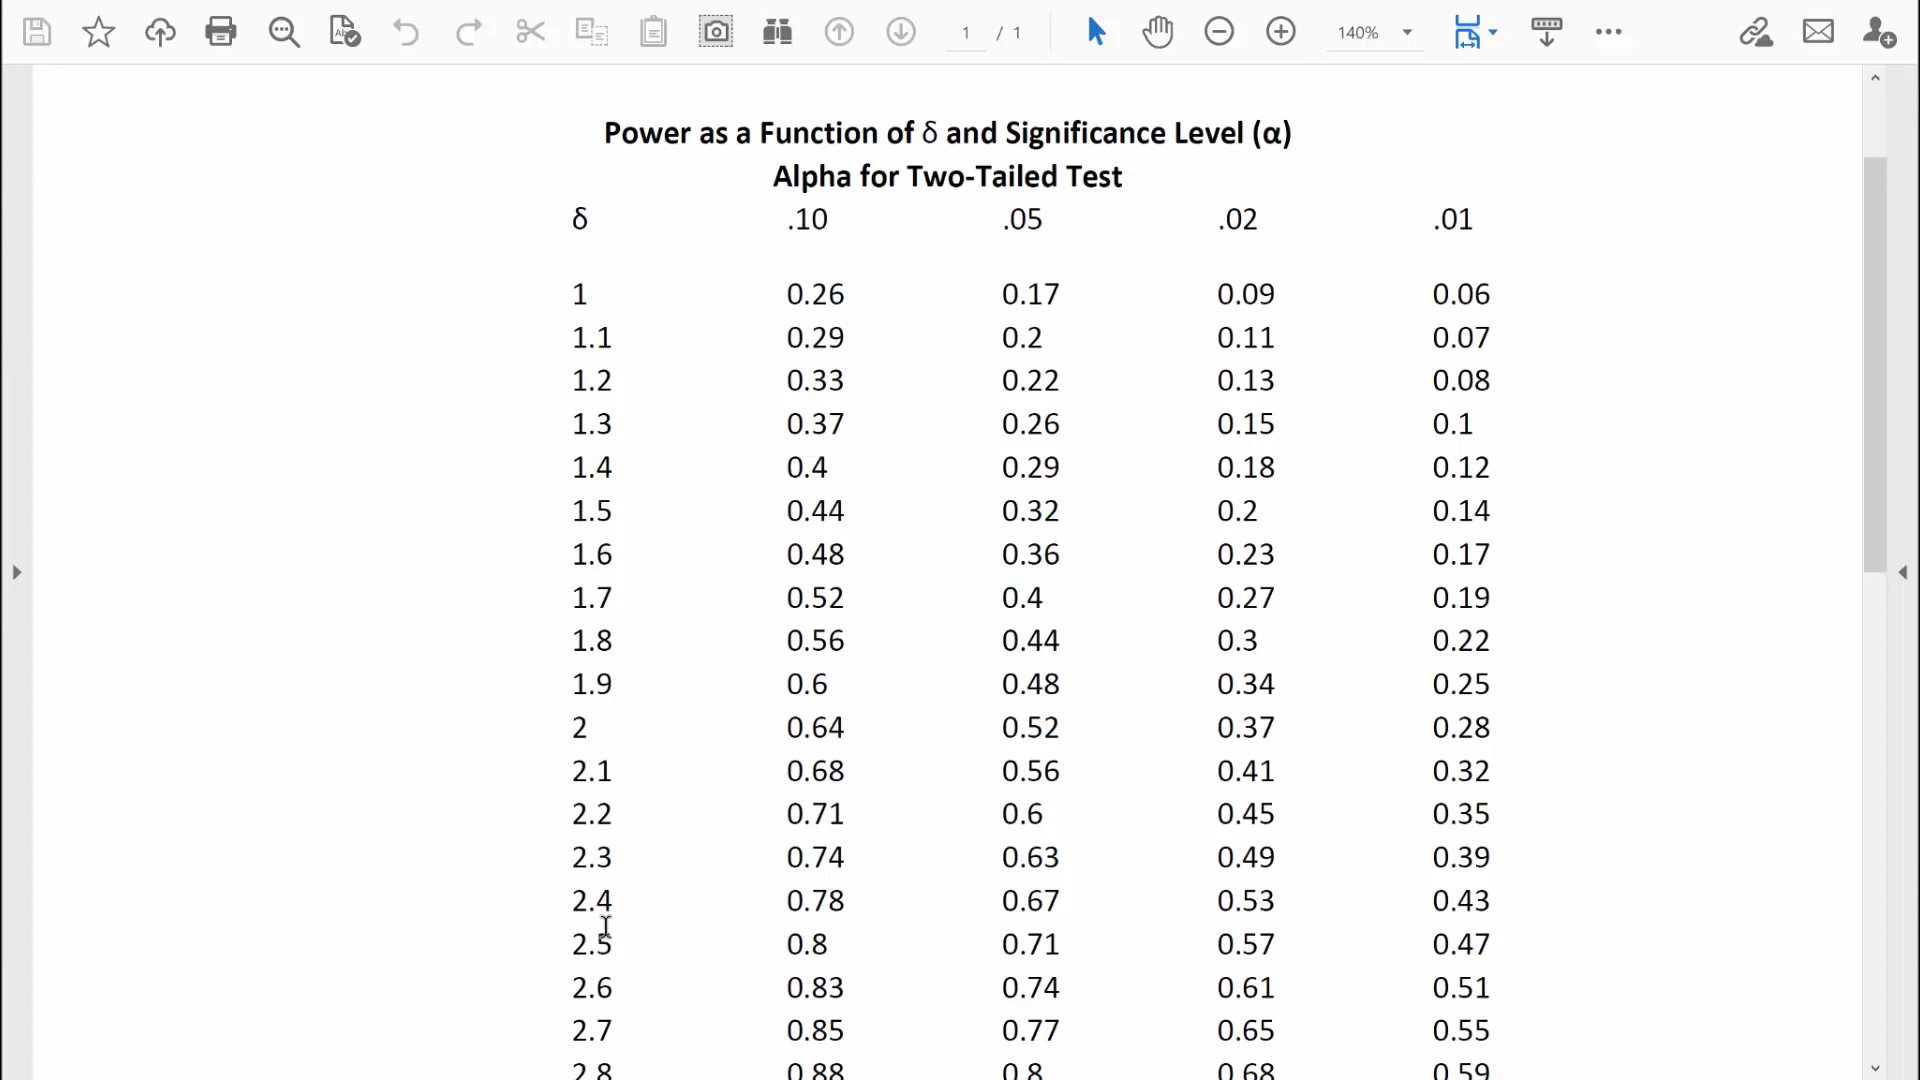 1 / 1 140%
Power as a Function of δ and Significance Level (α)
Alpha for Two-Tailed Test
δ .10 .05 .02 .01
1 0.26 0.17 0.09 0.06
1.1 0.29 0.2 0.11 0.07
1.2 0.33 0.22 0.13 0.08
1.3 0.37 0.26 0.15 0.1
1.4 0.4 0.29 0.18 0.12
1.5 0.44 0.32 0.2 0.14
1.6 0.48 0.36 0.23 0.17
1.7 0.52 0.4 0.27 0.19
1.8 0.56 0.44 0.3 0.22
1.9 0.6 0.48 0.34 0.25
2 0.64 0.52 0.37 0.28
2.1 0.68 0.56 0.41 0.32
2.2 0.71 0.6 0.45 0.35
2.3 0.74 0.63 0.49 0.39
2.4 0.78 0.67 0.53 0.43
2.5 0.8 0.71 0.57 0.47
2.6 0.83 0.74 0.61 0.51
2.7 0.85 0.77 0.65 0.55
2.8 0.88 0.8 0.68 0.59